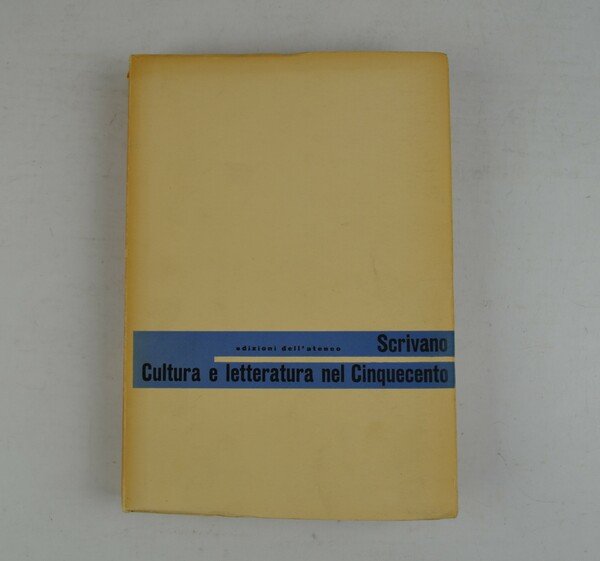 edizioni dell'ateneo Scrivano
Cultura e letteratura nel Cinquecento